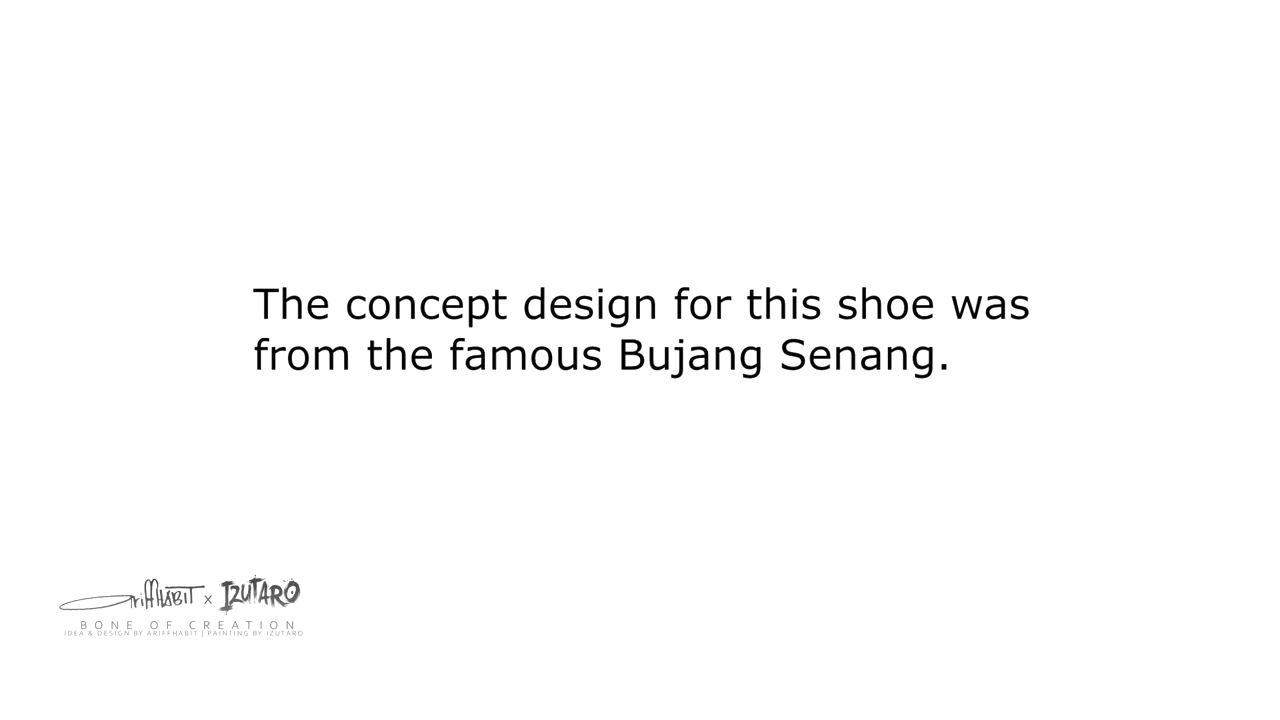 The concept design for this shoe was
from the famous Bujang Senang.
AriffHABIT x IZUTARO
BONE OF CREATION
IDEA & DESIGN BY ARIFFHABIT | PAINTING BY IZUTARO